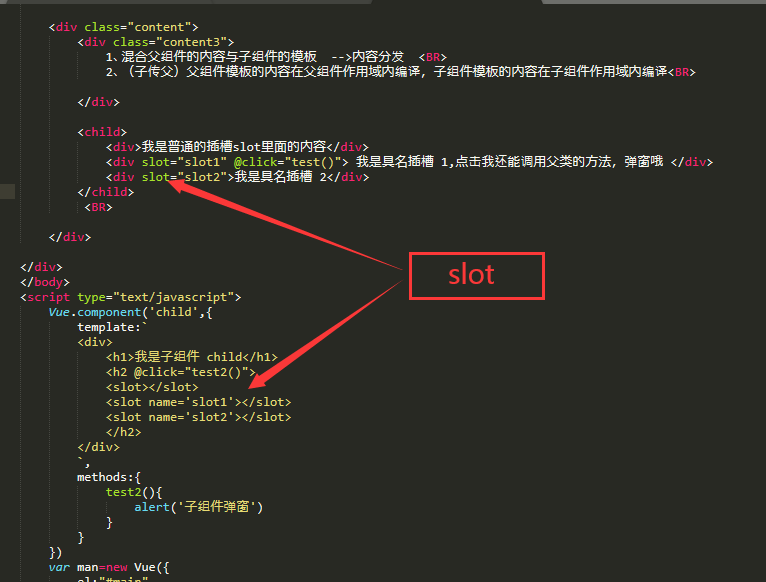 <div class="content">
<div class="content3">
1、混合父组件的内容与子组件的模板 -->内容分发 <BR>
2、（子传父）父组件模板的内容在父组件作用域内编译，子组件模板的内容在子组件作用域内编译<BR>
</div>
<child>
<div>我是普通的插槽slot里面的内容</div>
<div slot="slot1" @click="test()"> 我是具名插槽 1,点击我还能调用父类的方法，弹窗哦 </div>
<div slot="slot2">我是具名插槽 2</div>
</child>
<BR>
</div>
</div>
</body>
slot
<script type="text/javascript">
Vue.component('child',{
template:`
<div>
<h1>我是子组件 child</h1>
<h2 @click="test2()">
<slot></slot>
<slot name='slot1'></slot>
<slot name='slot2'></slot>
</h2>
</div>
`,
methods:{
test2(){
alert('子组件弹窗')
}
}
})
var man=new Vue({
el:"#main"